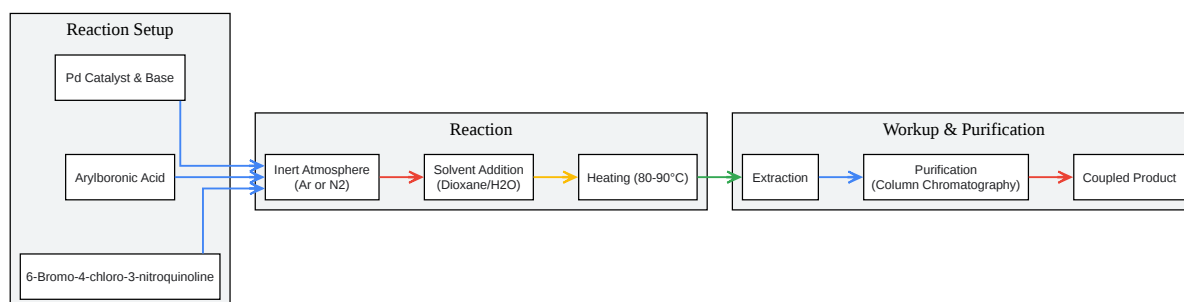 Reaction Setup
Pd Catalyst & Base
Arylboronic Acid
6-Bromo-4-chloro-3-nitroquinoline
Reaction
Inert Atmosphere
(Ar or N2)
Solvent Addition
(Dioxane/H2O)
Heating (80-90°C)
Workup & Purification
Extraction
Purification
(Column Chromatography)
Coupled Product